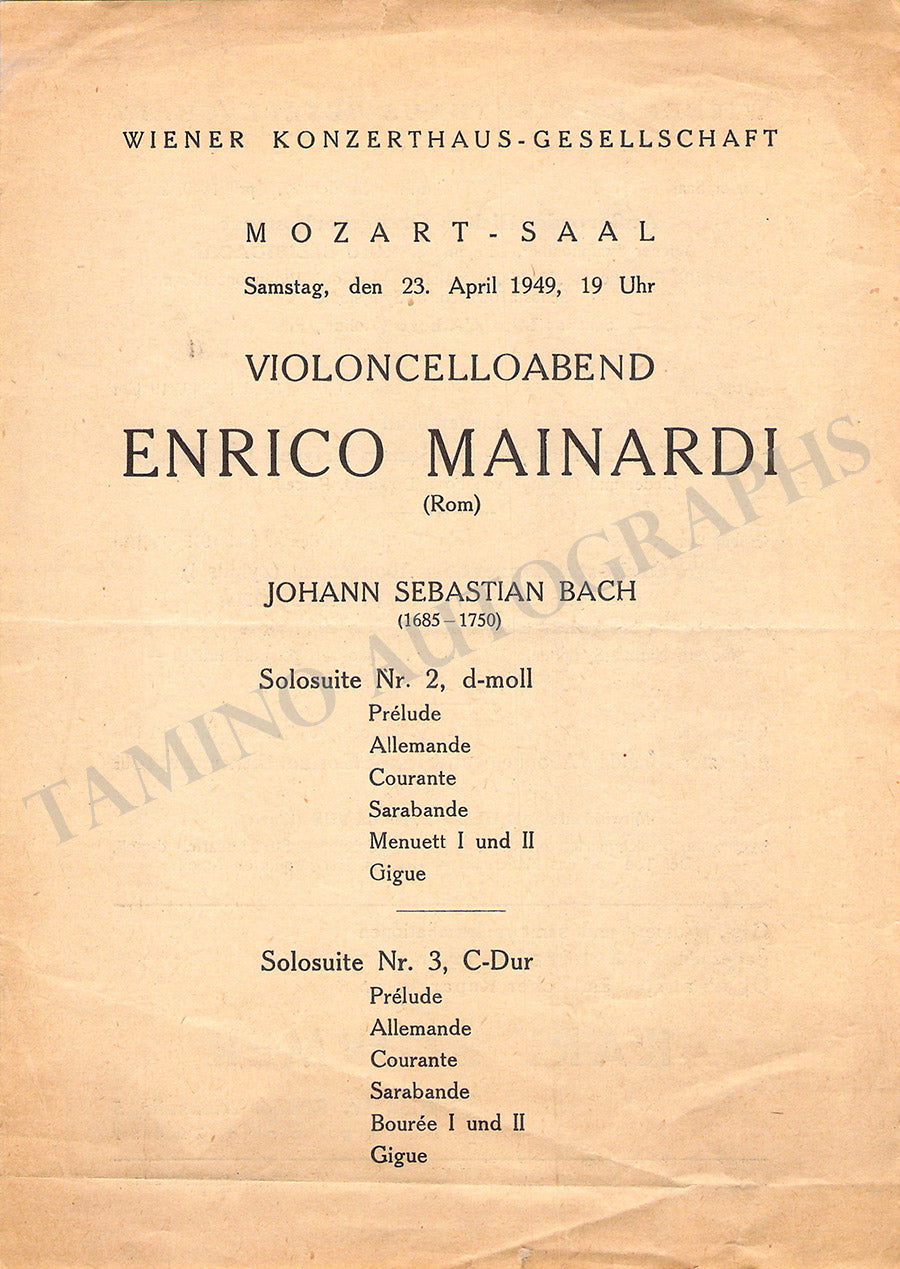 WIENER KONZERTHAUS-GESELLSCHAFT
MOZART-SAAL
Samstag, den 23. April 1949, 19 Uhr
VIOLONCELLOABEND
ENRICO MAINARDI
(Rom)
JOHANN SEBASTIAN BACH
(1685–1750)
Solosuite Nr. 2, d-moll
Prélude
Allemande
Courante
Sarabande
Menuett I und II
Gigue
Solosuite Nr. 3, C-Dur
Prélude
Allemande
Courante
Sarabande
Bourée I und II
Gigue
TAMINO AUTOGRAPHS